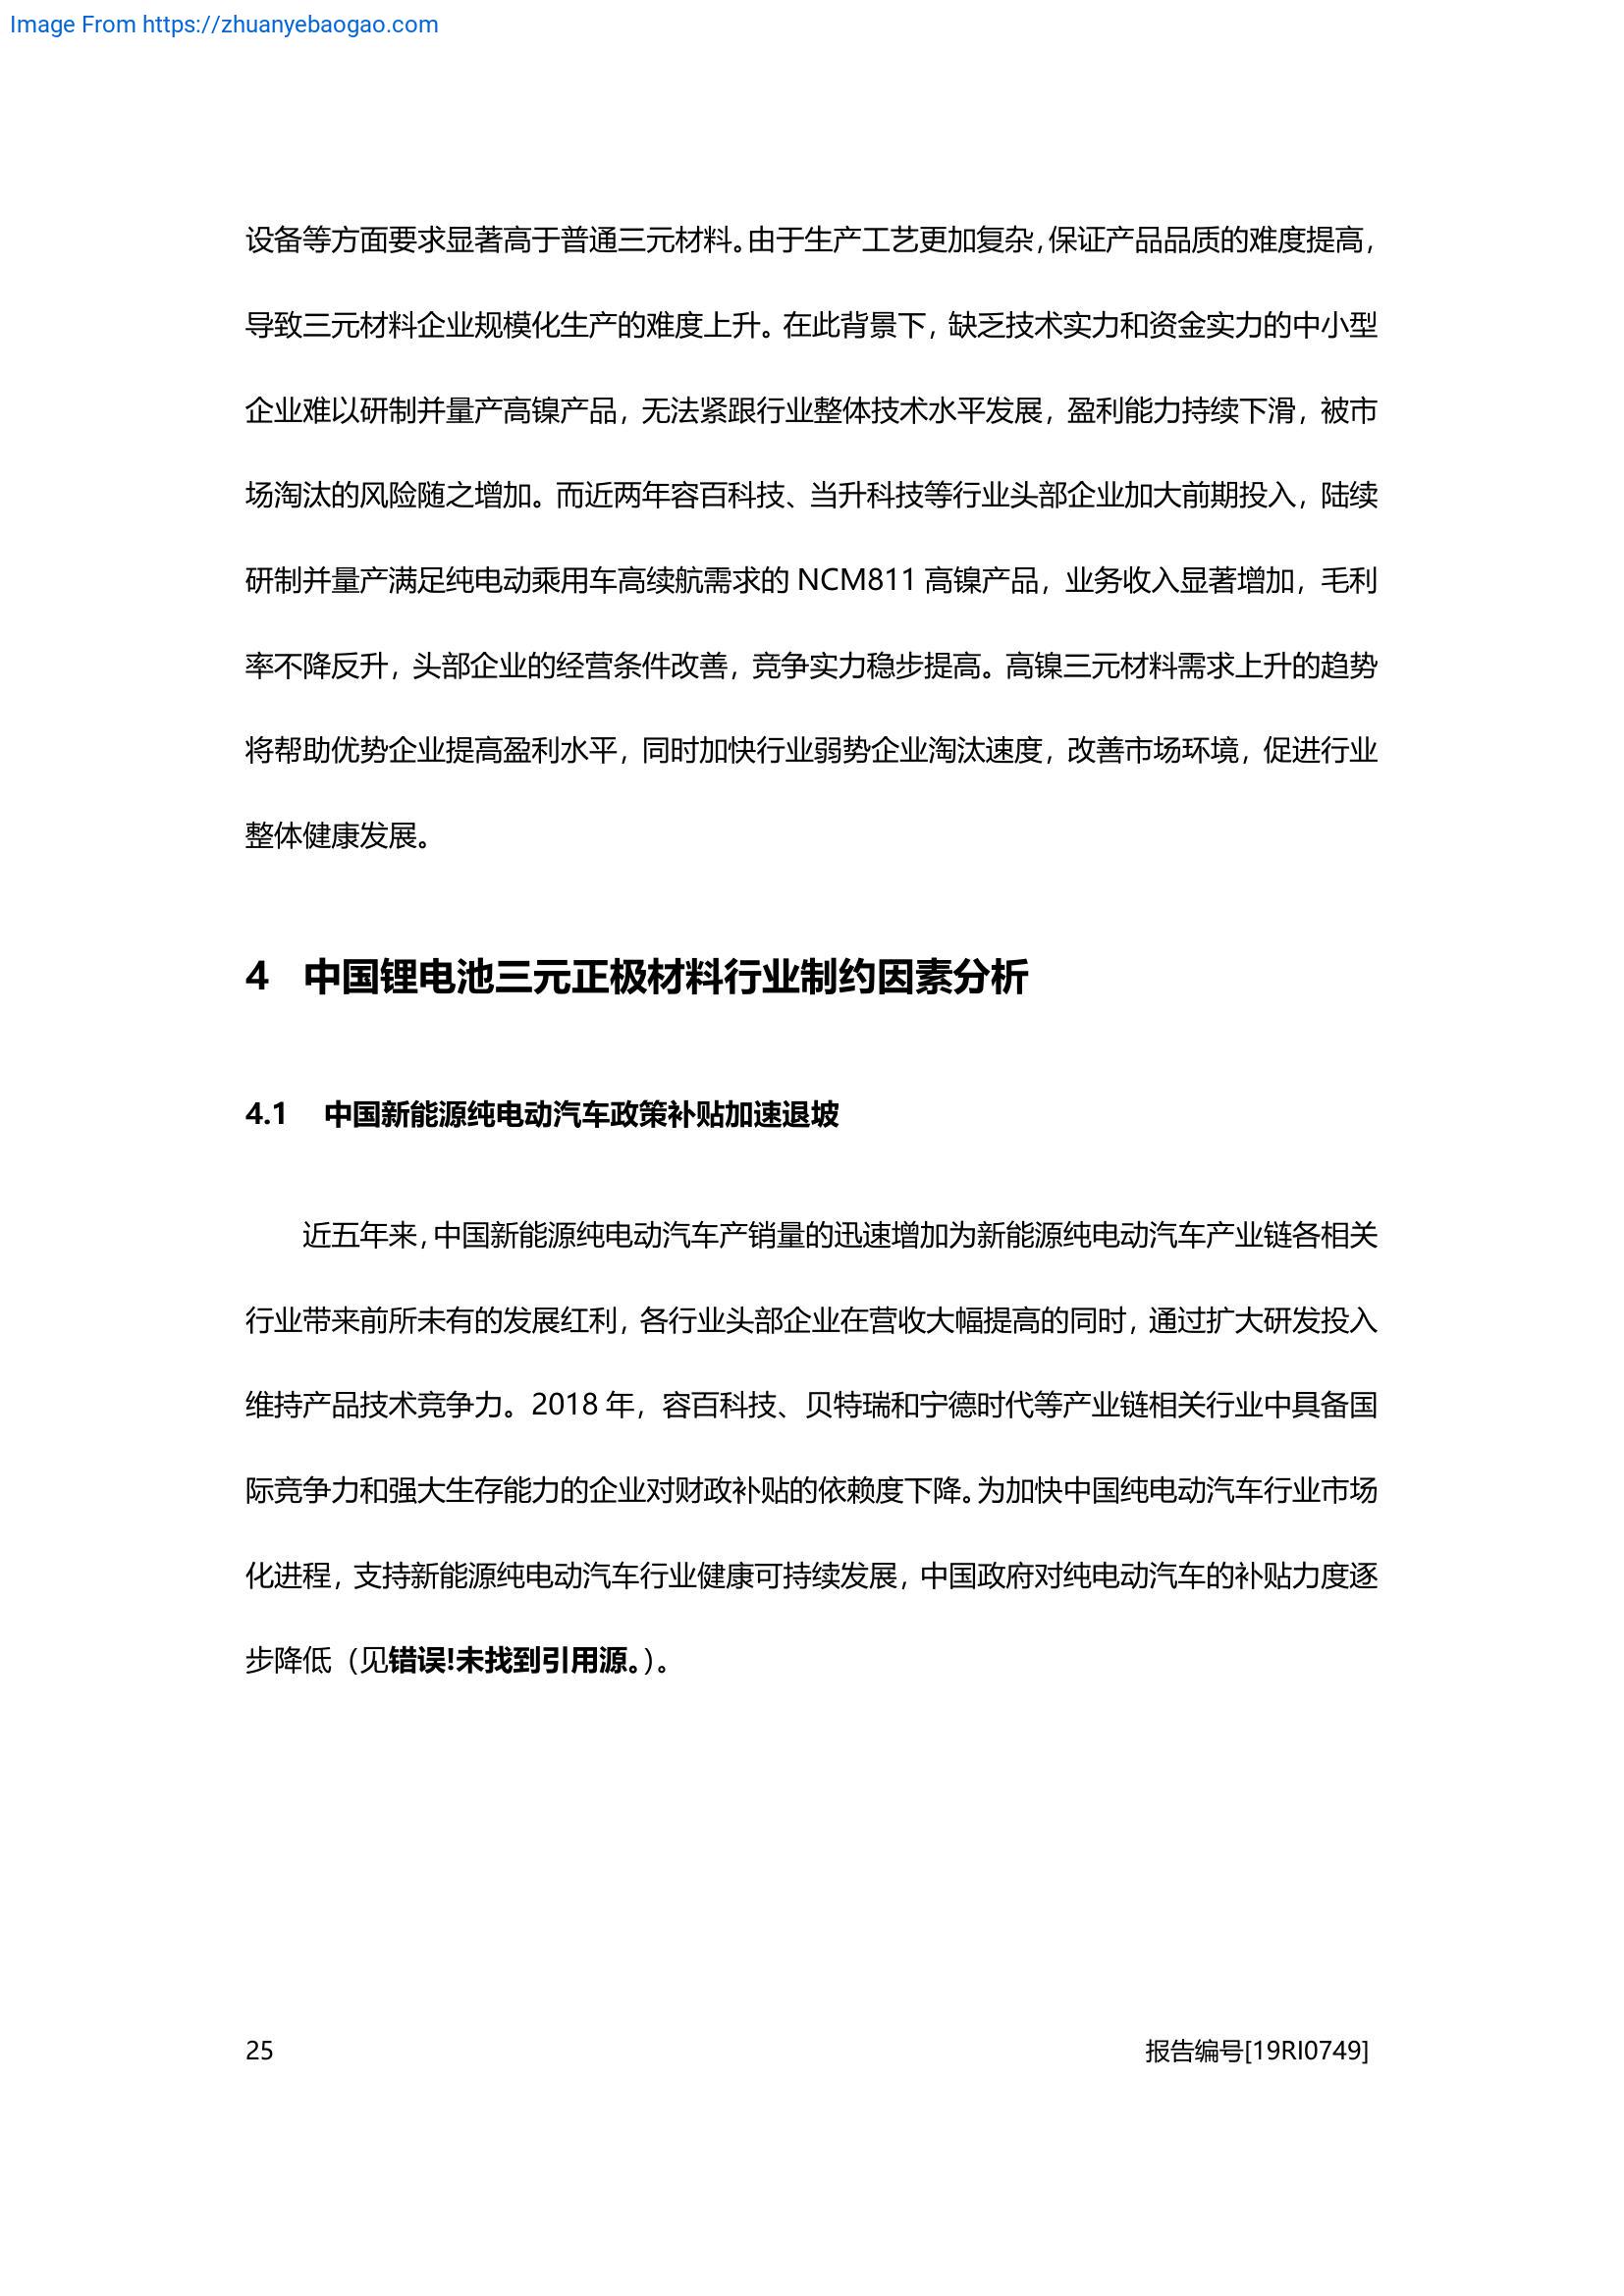 Image From https://zhuanyebaogao.com
设备等方面要求显著高于普通三元材料。由于生产工艺更加复杂，保证产品品质的难度提高，
导致三元材料企业规模化生产的难度上升。在此背景下，缺乏技术实力和资金实力的中小型
企业难以研制并量产高镍产品，无法紧跟行业整体技术水平发展，盈利能力持续下滑，被市
场淘汰的风险随之增加。而近两年容百科技、当升科技等行业头部企业加大前期投入，陆续
研制并量产满足纯电动乘用车高续航需求的 NCM811 高镍产品，业务收入显著增加，毛利
率不降反升，头部企业的经营条件改善，竞争实力稳步提高。高镍三元材料需求上升的趋势
将帮助优势企业提高盈利水平，同时加快行业弱势企业淘汰速度，改善市场环境，促进行业
整体健康发展。
4 中国锂电池三元正极材料行业制约因素分析
4.1 中国新能源纯电动汽车政策补贴加速退坡
近五年来，中国新能源纯电动汽车产销量的迅速增加为新能源纯电动汽车产业链各相关
行业带来前所未有的发展红利，各行业头部企业在营收大幅提高的同时，通过扩大研发投入
维持产品技术竞争力。2018 年，容百科技、贝特瑞和宁德时代等产业链相关行业中具备国
际竞争力和强大生存能力的企业对财政补贴的依赖度下降。为加快中国纯电动汽车行业市场
化进程，支持新能源纯电动汽车行业健康可持续发展，中国政府对纯电动汽车的补贴力度逐
步降低（见错误!未找到引用源。）。
25 报告编号[19RI0749]